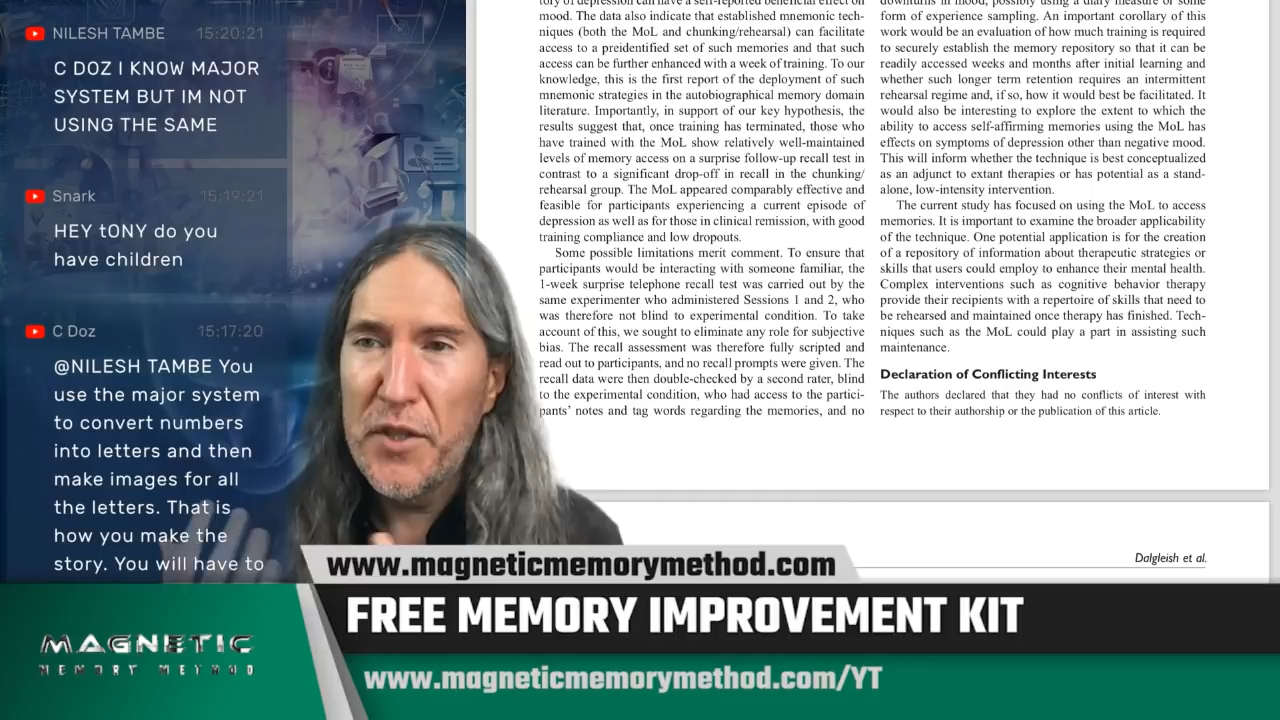 NILESH TAMBE 15:20:21
C DOZ I KNOW MAJOR
SYSTEM BUT IM NOT
USING THE SAME
Snark 15:19:21
HEY tONY do you
have children
C Doz 15:17:20
@NILESH TAMBE You
use the major system
to convert numbers
into letters and then
make images for all
the letters. That is
how you make the
story. You will have to
tory of depression can have a self-reported beneficial effect on
mood. The data also indicate that established mnemonic tech-
niques (both the MoL and chunking/rehearsal) can facilitate
access to a preidentified set of such memories and that such
access can be further enhanced with a week of training. To our
knowledge, this is the first report of the deployment of such
mnemonic strategies in the autobiographical memory domain
literature. Importantly, in support of our key hypothesis, the
results suggest that, once training has terminated, those who
have trained with the MoL show relatively well-maintained
levels of memory access on a surprise follow-up recall test in
contrast to a significant drop-off in recall in the chunking/
rehearsal group. The MoL appeared comparably effective and
feasible for participants experiencing a current episode of
depression as well as for those in clinical remission, with good
training compliance and low dropouts.
Some possible limitations merit comment. To ensure that
participants would be interacting with someone familiar, the
1-week surprise telephone recall test was carried out by the
same experimenter who administered Sessions 1 and 2, who
was therefore not blind to experimental condition. To take
account of this, we sought to eliminate any role for subjective
bias. The recall assessment was therefore fully scripted and
read out to participants, and no recall prompts were given. The
recall data were then double-checked by a second rater, blind
to the experimental condition, who had access to the partici-
pants' notes and tag words regarding the memories, and no
downturns in mood, possibly using a diary measure or some
form of experience sampling. An important corollary of this
work would be an evaluation of how much training is required
to securely establish the memory repository so that it can be
readily accessed weeks and months after initial learning and
whether such longer term retention requires an intermittent
rehearsal regime and, if so, how it would best be facilitated. It
would also be interesting to explore the extent to which the
ability to access self-affirming memories using the MoL has
effects on symptoms of depression other than negative mood.
This will inform whether the technique is best conceptualized
as an adjunct to extant therapies or has potential as a stand-
alone, low-intensity intervention.
The current study has focused on using the MoL to access
memories. It is important to examine the broader applicability
of the technique. One potential application is for the creation
of a repository of information about therapeutic strategies or
skills that users could employ to enhance their mental health.
Complex interventions such as cognitive behavior therapy
provide their recipients with a repertoire of skills that need to
be rehearsed and maintained once therapy has finished. Tech-
niques such as the MoL could play a part in assisting such
maintenance.
Declaration of Conflicting Interests
The authors declared that they had no conflicts of interest with
respect to their authorship or the publication of this article.
Dalgleish et al.
www.magneticmemorymethod.com
FREE MEMORY IMPROVEMENT KIT
www.magneticmemorymethod.com/YT
MAGNETIC
MEMORY METHOD